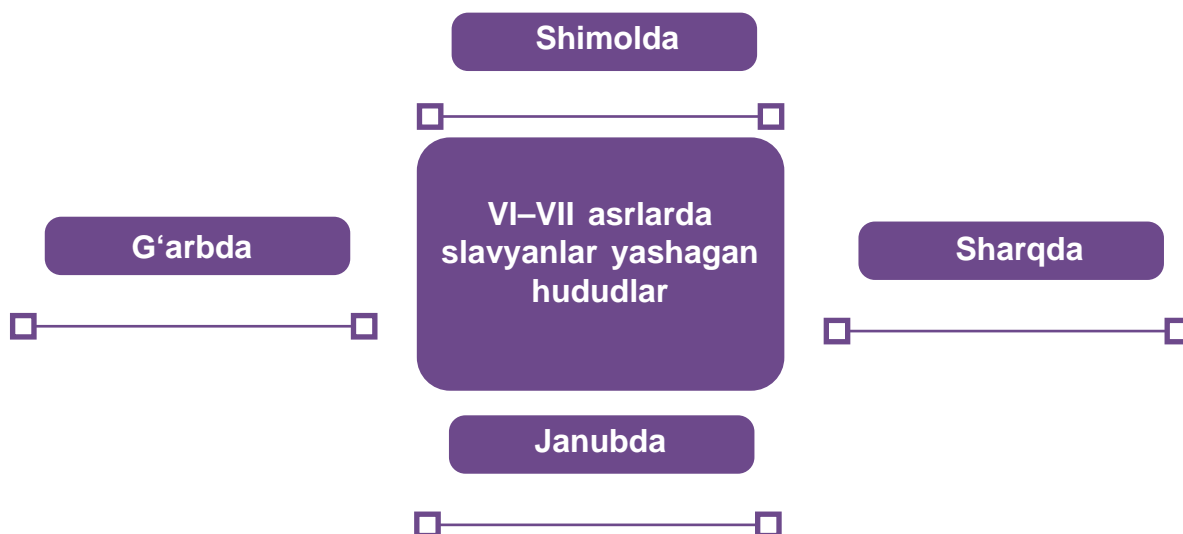 Shimolda
G‘arbda
VI–VII asrlarda
slavyanlar yashagan
hududlar
Sharqda
Janubda